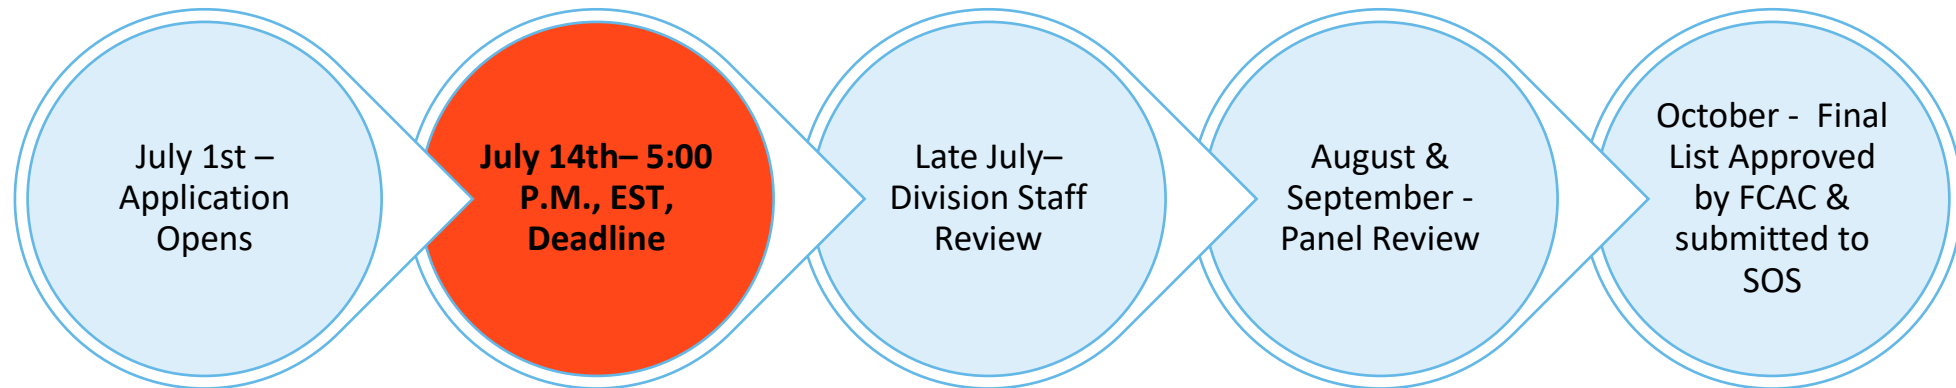 July 1st –
Application
Opens
July 14th– 5:00
P.M., EST,
Deadline
Late July–
Division Staff
Review
August &
September -
Panel Review
October -  Final
List Approved
by FCAC &
submitted to
SOS